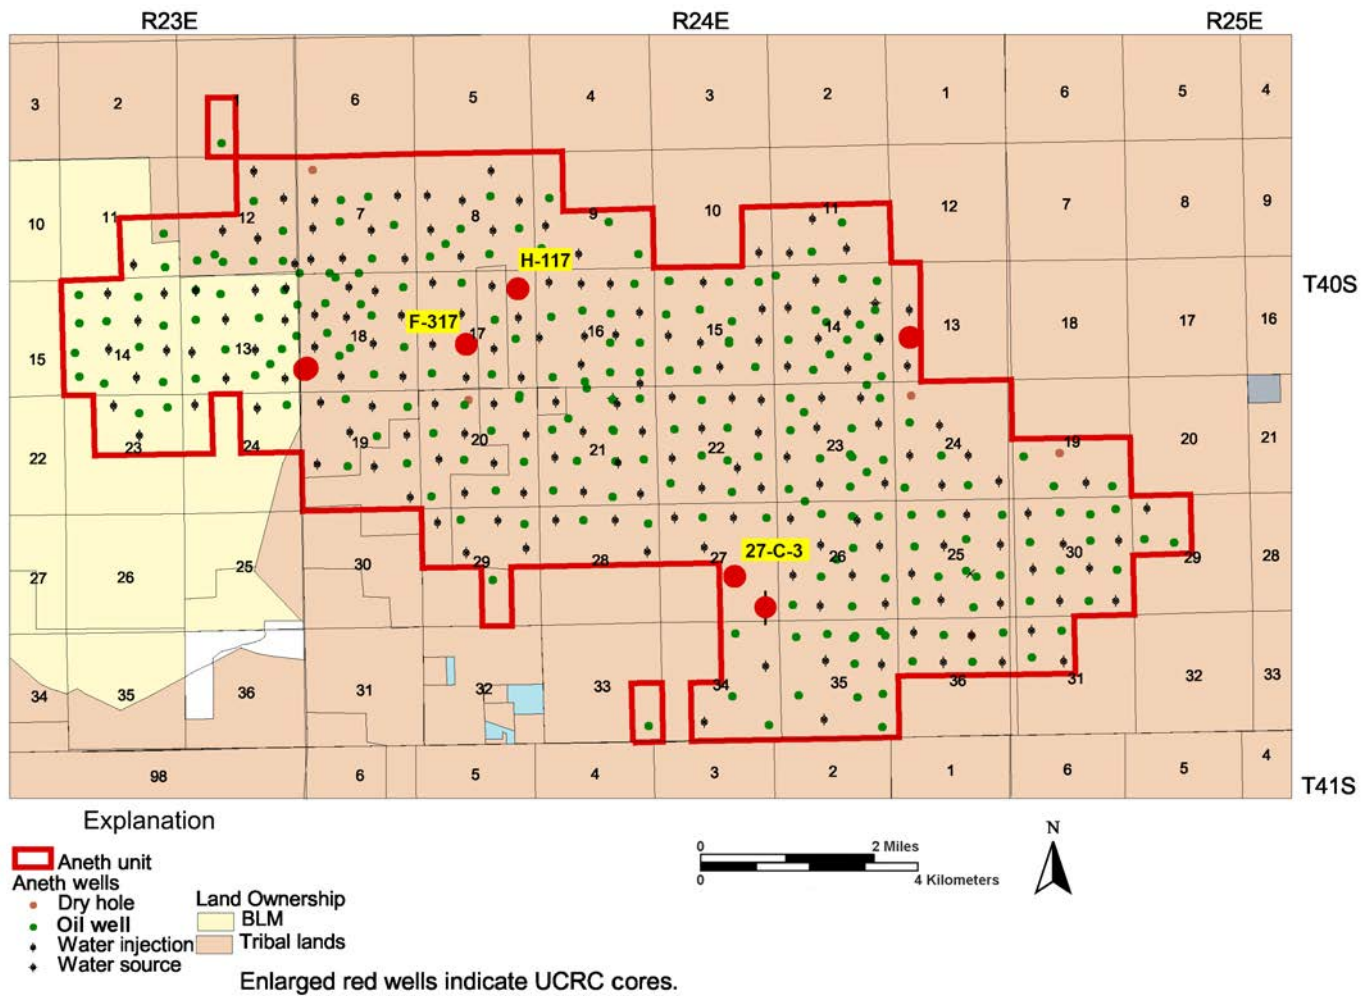 R23E R24E R25E
3 2 1 6 5 4 3 2 1 6 5 4
10 11 12 7 8 9 10 11 12 7 8 9
H-117
T40S
F-317
15 14 13 18 17 16 15 14 13 18 17 16
22 23 24 19 20 21 22 23 24 19 20 21
27-C-3
27 26 25 30 29 28 27 26 25 30 29 28
34 35 36 31 32 33 34 35 36 31 32 33
98 6 5 4 3 2 1 6 5 4
T41S
Explanation
Aneth unit
Aneth wells
Dry hole
Oil well
Water injection
Water source
Land Ownership
BLM
Tribal lands
0 2 Miles
0 4 Kilometers
N
Enlarged red wells indicate UCRC cores.